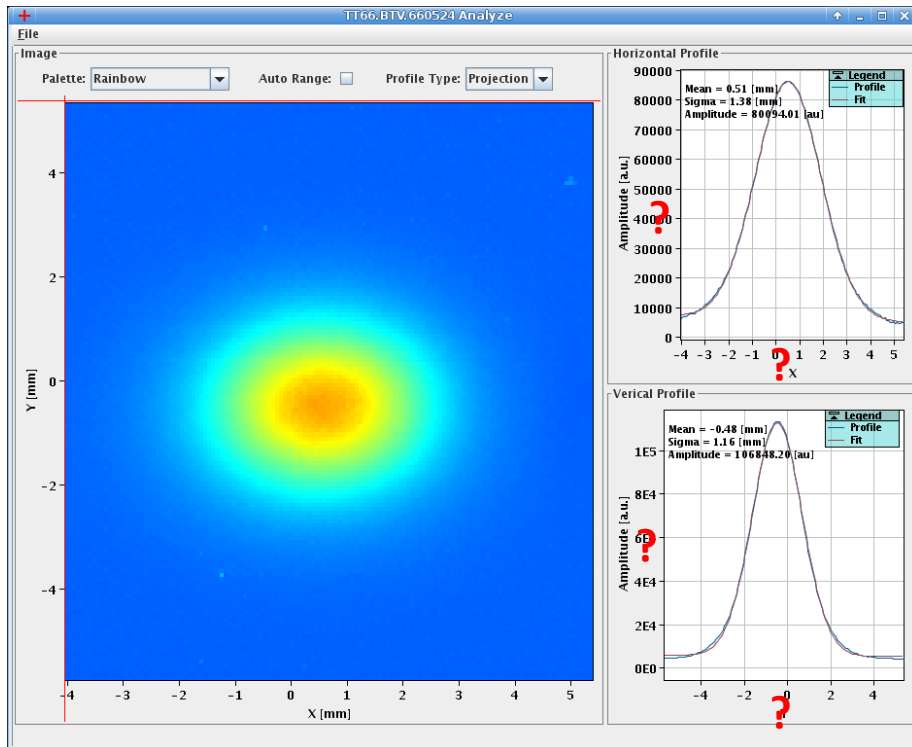 TT66.BTV.660524 Analyze
File
Image
Palette: Rainbow Auto Range: Profile Type: Projection
4
2
0
-2
-4
Y [mm]
-4 -3 -2 -1 0 1 2 3 4 5
X [mm]
Horizontal Profile
Legend
Profile
Fit
Mean = 0.51 [mm]
Sigma = 1.38 [mm]
Amplitude = 80094.01 [au]
90000
80000
70000
60000
50000
40000
30000
20000
10000
0
Amplitude [a.u.]
?
-4 -3 -2 -1 0 1 2 3 4 5
?
X
Verical Profile
Legend
Profile
Fit
Mean = -0.48 [mm]
Sigma = 1.16 [mm]
Amplitude = 106848.20 [au]
1E5
8E4
6E4
4E4
2E4
0E0
Amplitude [a.u.]
?
-4 -2 0 2 4
?